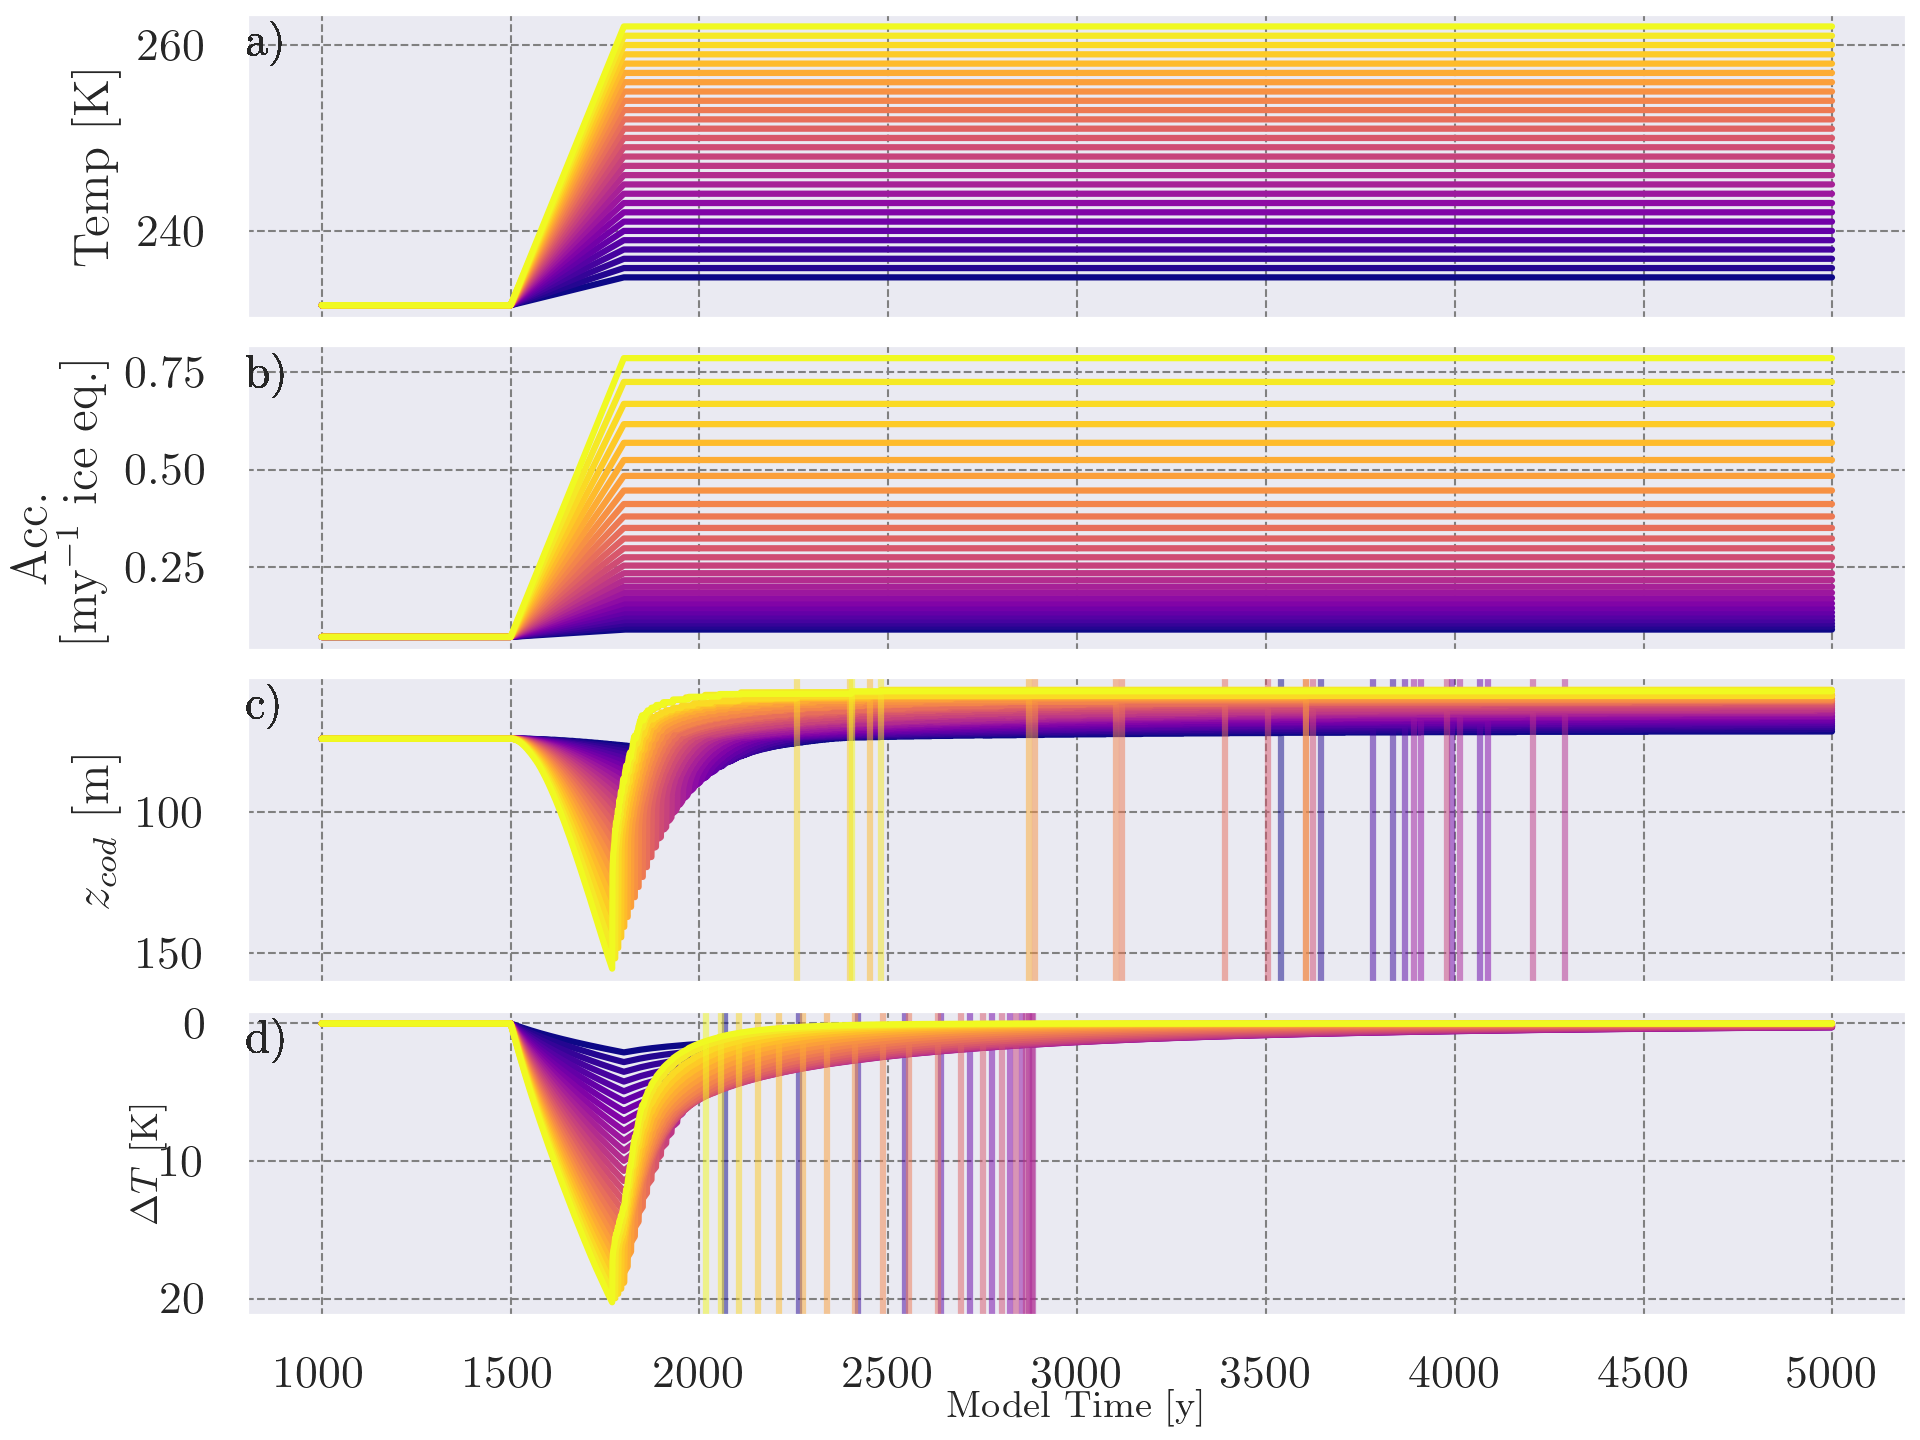 a)
260
240
Temp [K]
b)
0.75
0.50
0.25
Acc.
[my⁻¹ ice eq.]
c)
100
150
z_cod [m]
d)
0
10
20
ΔT [K]
1000 1500 2000 2500 3000 3500 4000 4500 5000
Model Time [y]